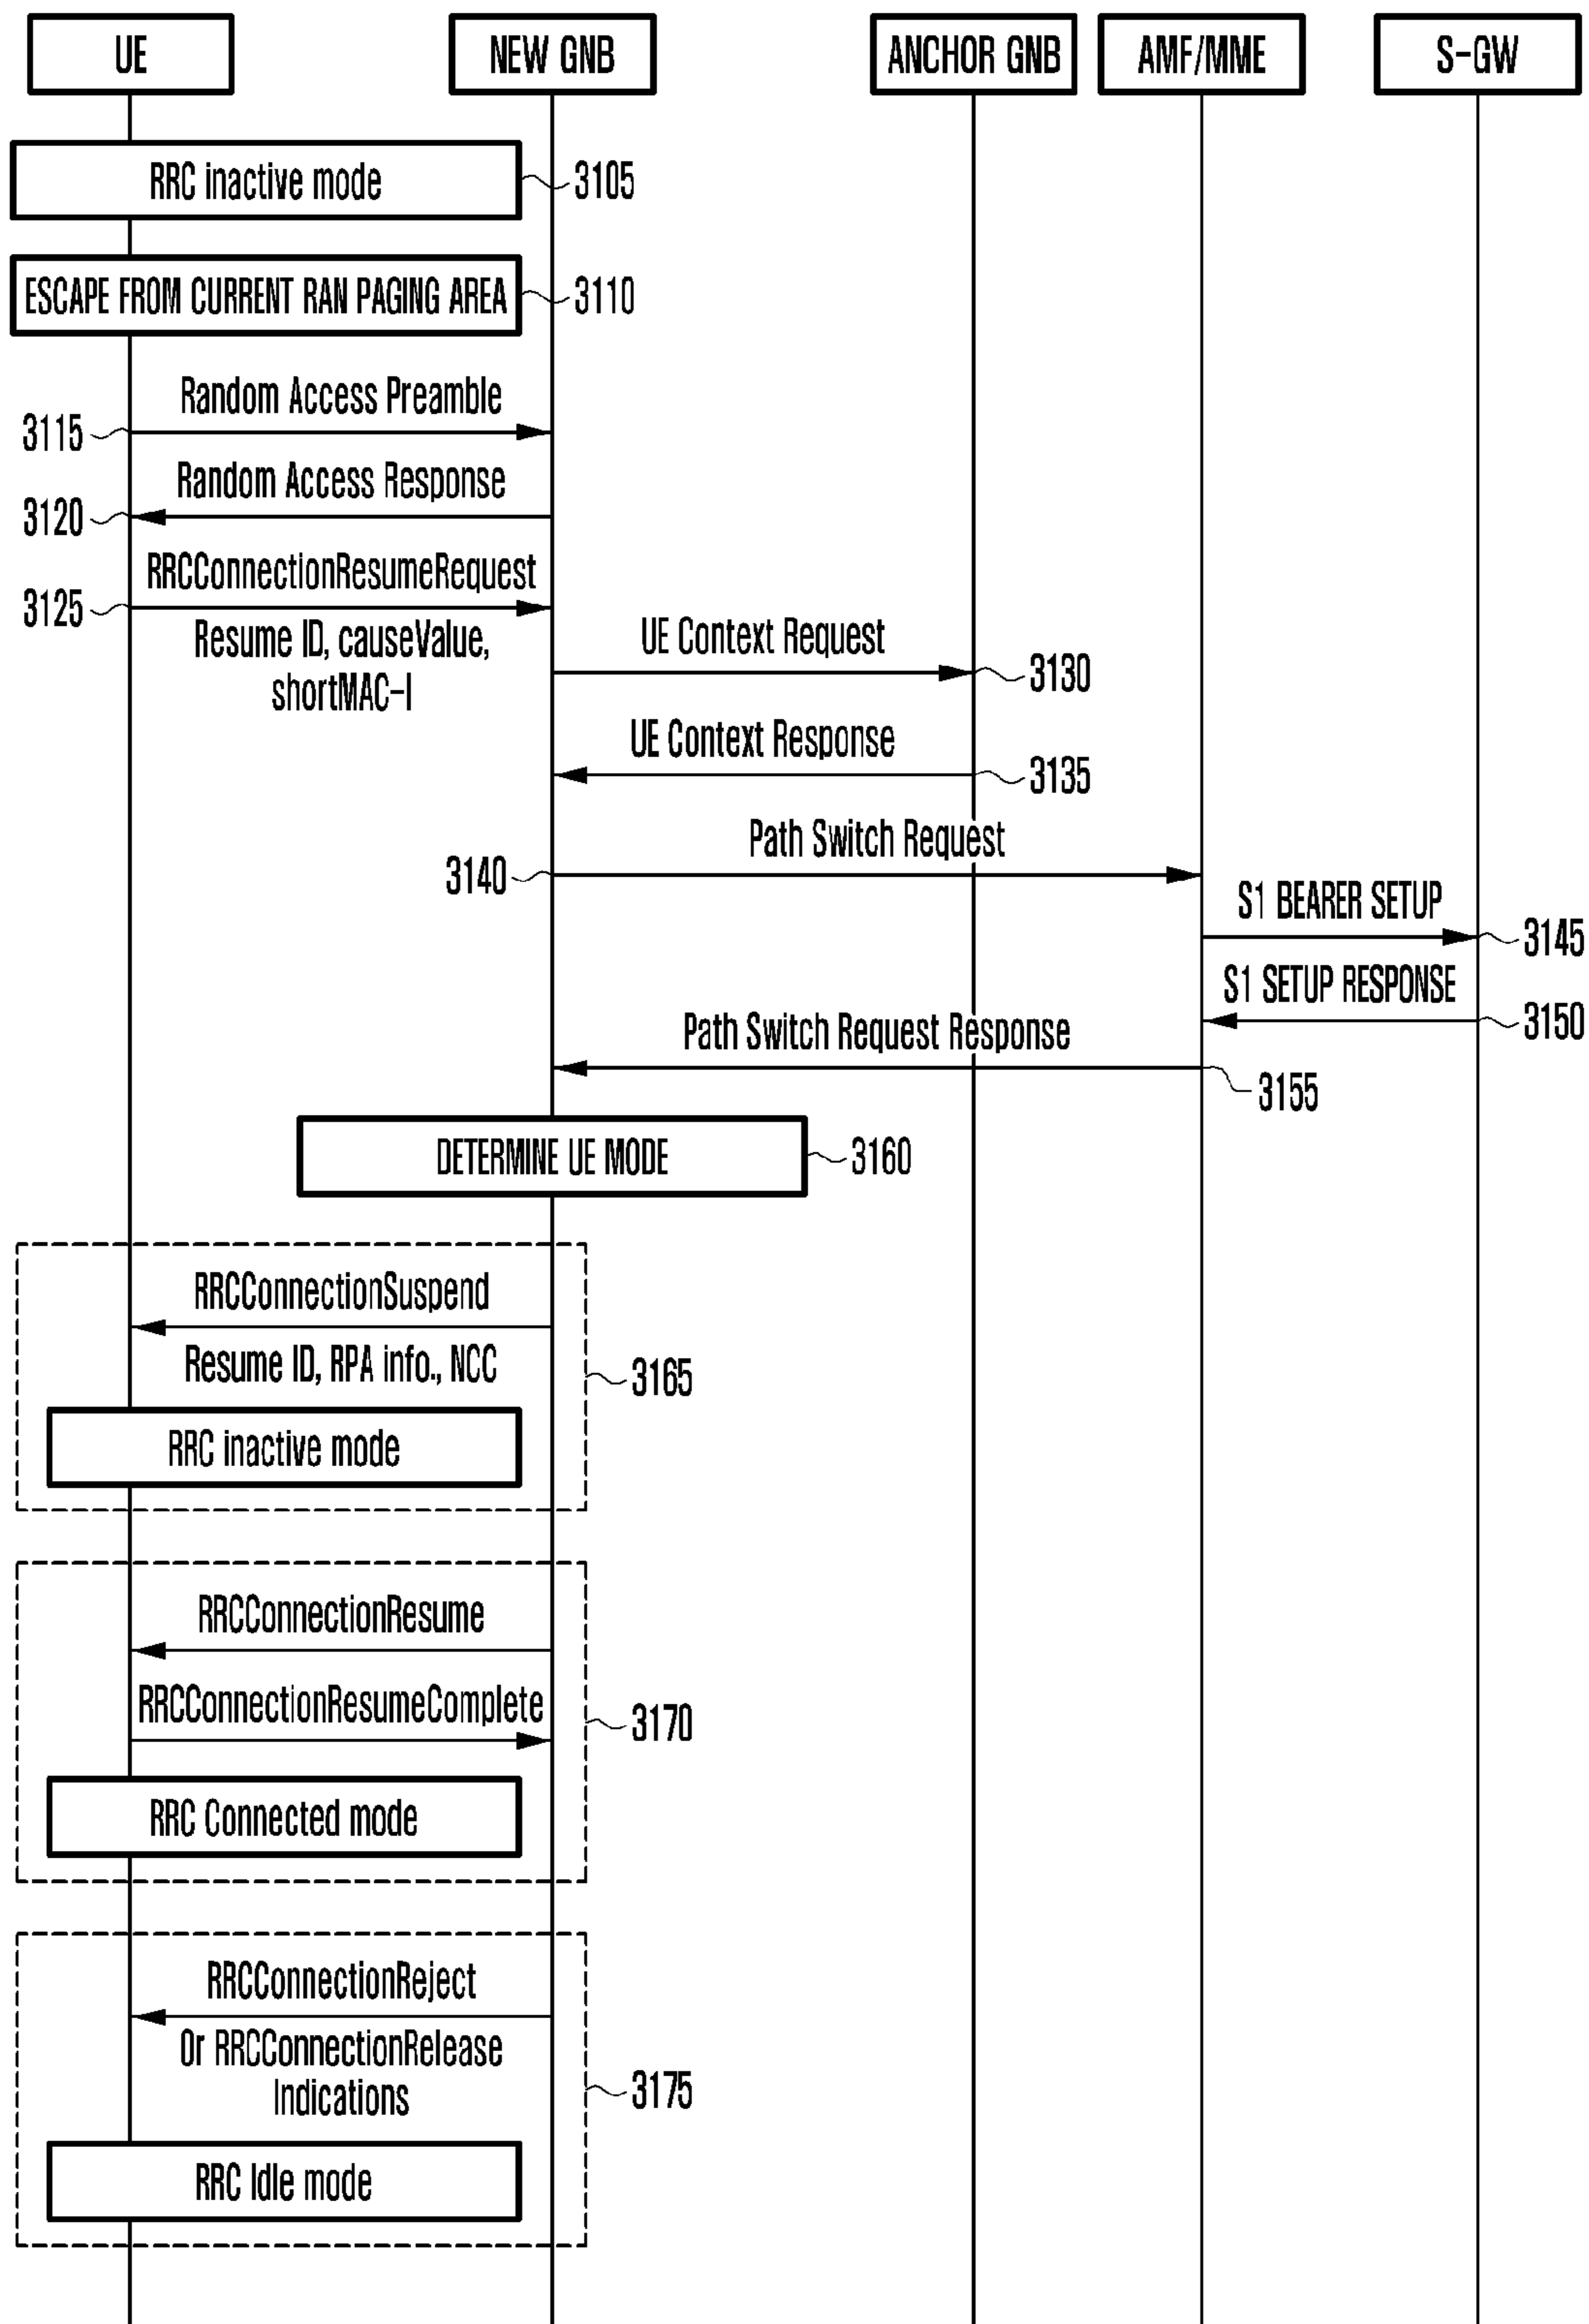 UE
NEW GNB
ANCHOR GNB
AMF/MME
S-GW
RRC inactive mode
3105
ESCAPE FROM CURRENT RAN PAGING AREA
3110
Random Access Preamble
3115
Random Access Response
3120
RRCConnectionResumeRequest
3125
Resume ID, causeValue,
shortMAC-I
UE Context Request
3130
UE Context Response
3135
Path Switch Request
3140
S1 BEARER SETUP
3145
S1 SETUP RESPONSE
3150
Path Switch Request Response
3155
DETERMINE UE MODE
3160
RRCConnectionSuspend
Resume ID, RPA info., NCC
3165
RRC inactive mode
RRCConnectionResume
RRCConnectionResumeComplete
3170
RRC Connected mode
RRCConnectionReject
Or RRCConnectionRelease
Indications
3175
RRC Idle mode